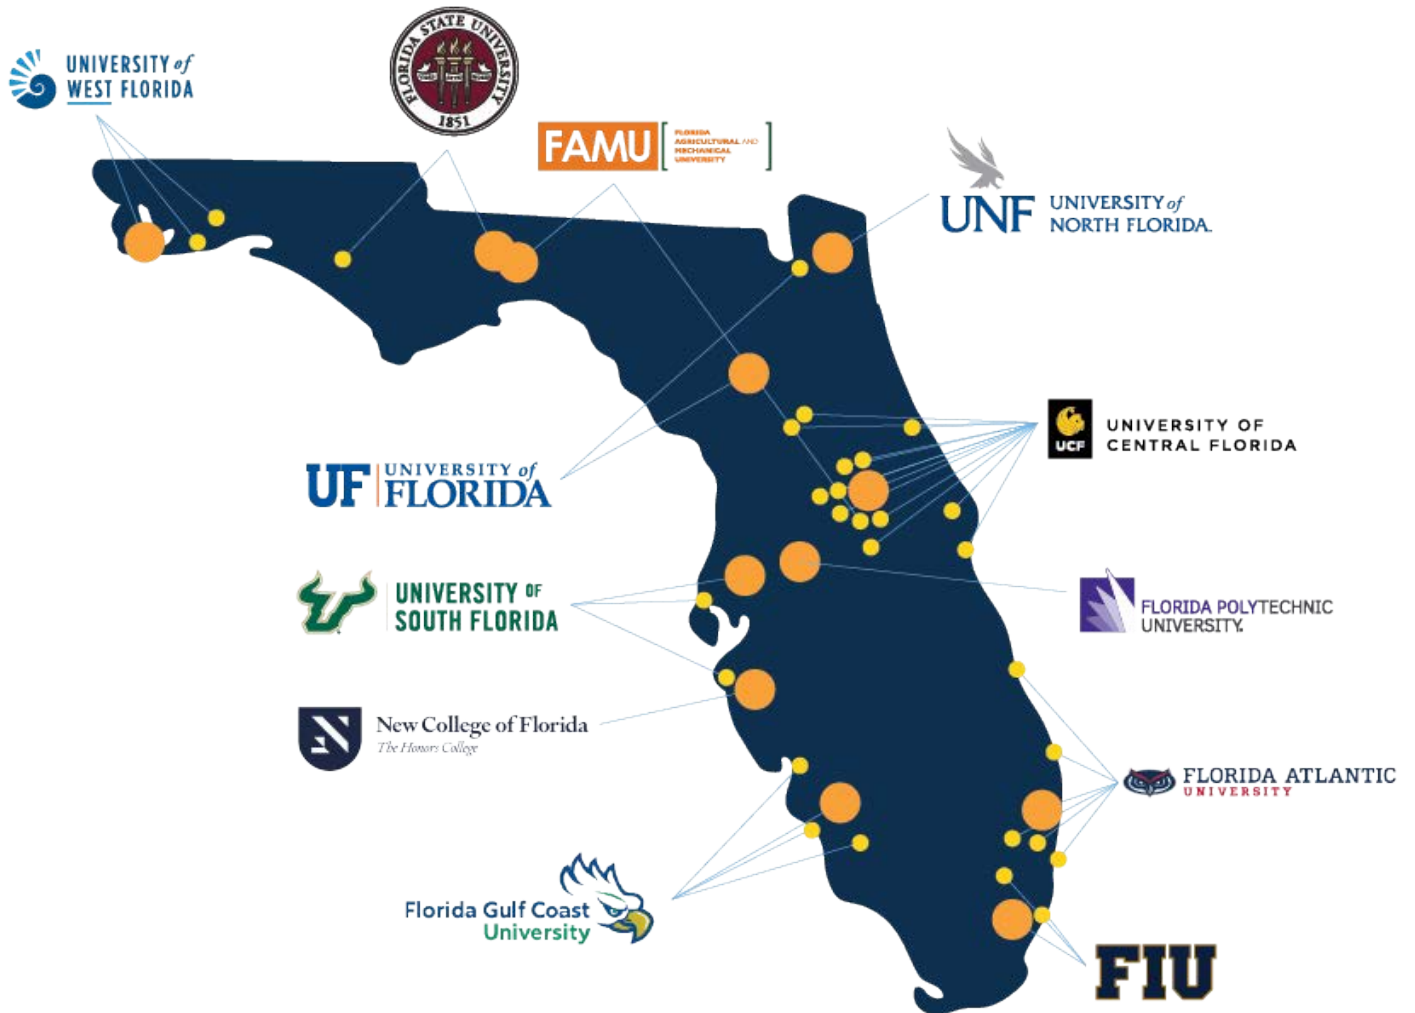 UNIVERSITY of
WEST FLORIDA
FLORIDA STATE UNIVERSITY
1851
FAMU
FLORIDA
AGRICULTURAL AND
MECHANICAL
UNIVERSITY
UNF
UNIVERSITY of
NORTH FLORIDA.
UCF
UNIVERSITY OF
CENTRAL FLORIDA
UF
UNIVERSITY of
FLORIDA
UNIVERSITY OF
SOUTH FLORIDA
FLORIDA POLYTECHNIC
UNIVERSITY.
N
New College of Florida
The Honors College
FLORIDA ATLANTIC
UNIVERSITY
Florida Gulf Coast
University
FIU